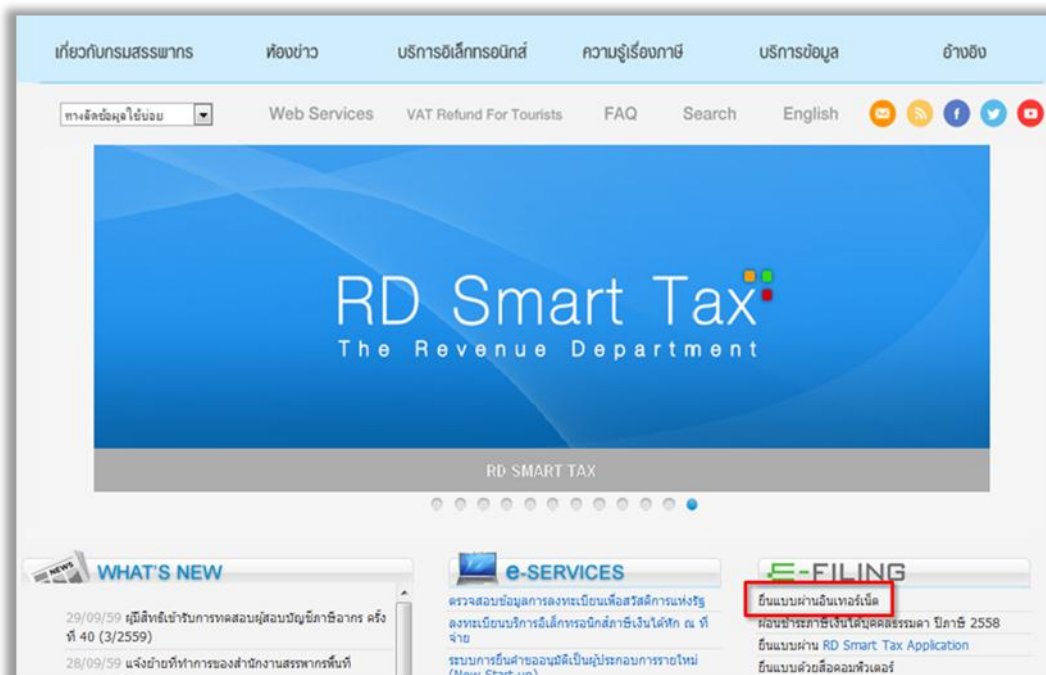 เกี่ยวกับกรมสรรพากร ห้องข่าว บริการอิเล็กทรอนิกส์ ความรู้เรื่องภาษี บริการข้อมูล อ้างอิง
ทางลัดข้อมูลใช้บ่อย Web Services VAT Refund For Tourists FAQ Search English
RD Smart Tax
The Revenue Department
RD SMART TAX
NEWS WHAT'S NEW
29/09/59 ผู้มีสิทธิเข้ารับการทดสอบผู้สอบบัญชีภาษีอากร ครั้ง
ที่ 40 (3/2559)
28/09/59 แจ้งย้ายที่ทำการของสำนักงานสรรพากรพื้นที่
e-SERVICES
ตรวจสอบข้อมูลการลงทะเบียนเพื่อสวัสดิการแห่งรัฐ
ลงทะเบียนบริการอิเล็กทรอนิกส์ภาษีเงินได้หัก ณ ที่
จ่าย
ระบบการยื่นคำขออนุมัติเป็นผู้ประกอบการรายใหม่
(New Start-up)
E-FILING
ยื่นแบบผ่านอินเทอร์เน็ต
ผ่อนชำระภาษีเงินได้บุคคลธรรมดา ปีภาษี 2558
ยื่นแบบผ่าน RD Smart Tax Application
ยื่นแบบด้วยสื่อคอมพิวเตอร์